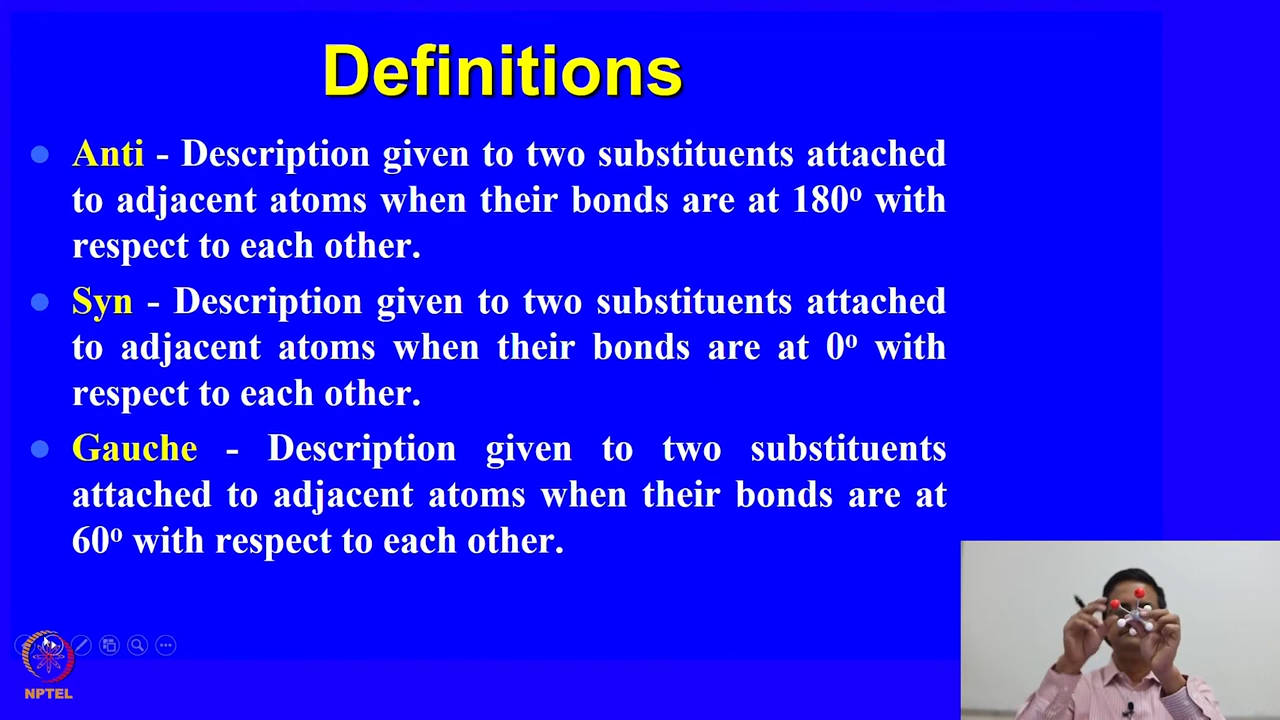 Definitions
Anti - Description given to two substituents attached
to adjacent atoms when their bonds are at 180º with
respect to each other.
Syn - Description given to two substituents attached
to adjacent atoms when their bonds are at 0º with
respect to each other.
Gauche - Description given to two substituents
attached to adjacent atoms when their bonds are at
60º with respect to each other.
NPTEL